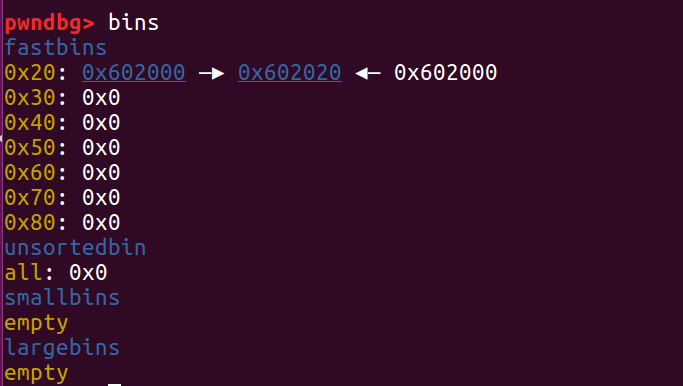 pwndbg> bins
fastbins
0x20: 0x602000 —▸ 0x602020 ◂— 0x602000
0x30: 0x0
0x40: 0x0
0x50: 0x0
0x60: 0x0
0x70: 0x0
0x80: 0x0
unsortedbin
all: 0x0
smallbins
empty
largebins
empty